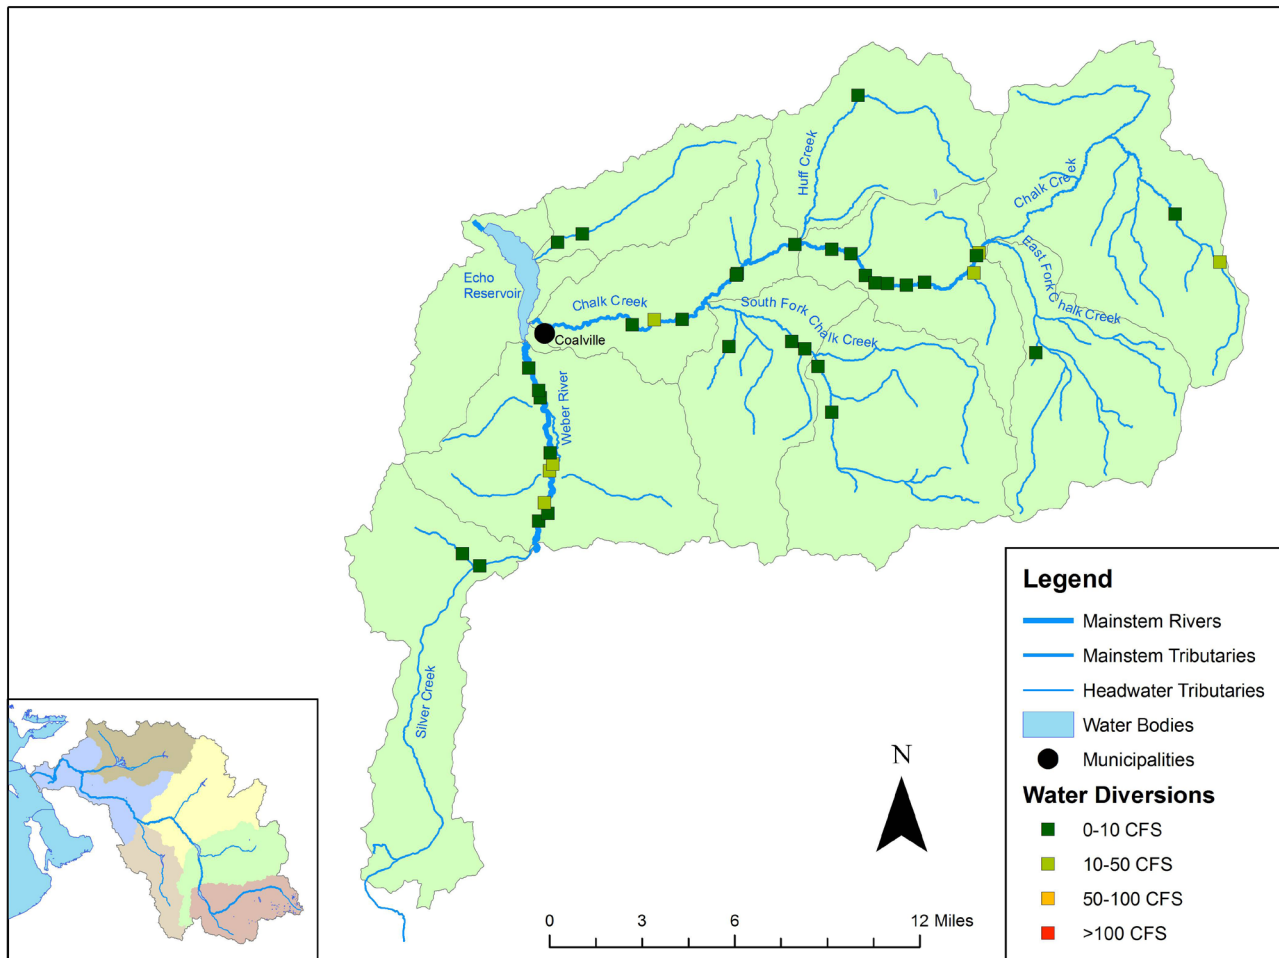 Huff Creek
Chalk Creek
East Fork Chalk Creek
Echo
Reservoir
Chalk Creek
South Fork Chalk Creek
Coalville
Weber River
Silver Creek
N
0 3 6 12 Miles
Legend
Mainstem Rivers
Mainstem Tributaries
Headwater Tributaries
Water Bodies
Municipalities
Water Diversions
0-10 CFS
10-50 CFS
50-100 CFS
>100 CFS